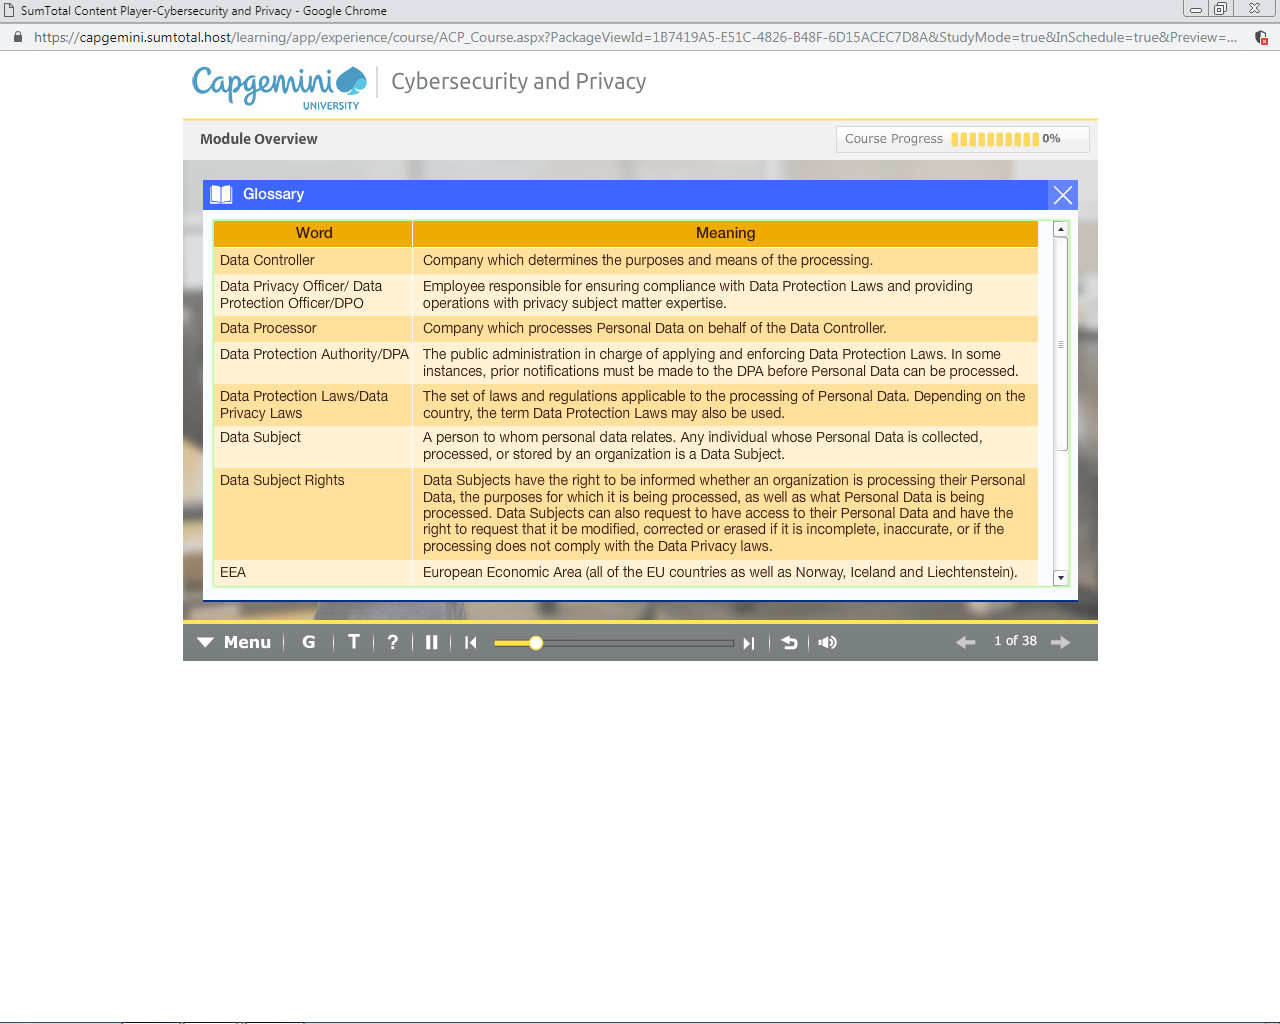 SumTotal Content Player-Cybersecurity and Privacy - Google Chrome
https://capgemini.sumtotal.host/learning/app/experience/course/ACP_Course.aspx?PackageViewId=1B7419A5-E51C-4826-B48F-6D15ACEC7D8A&StudyMode=true&InSchedule=true&Preview=...
Capgemini
UNIVERSITY
Cybersecurity and Privacy
Module Overview
Course Progress 0%
Glossary
Word Meaning
Data Controller Company which determines the purposes and means of the processing.
Data Privacy Officer/ Data Employee responsible for ensuring compliance with Data Protection Laws and providing
Protection Officer/DPO operations with privacy subject matter expertise.
Data Processor Company which processes Personal Data on behalf of the Data Controller.
Data Protection Authority/DPA The public administration in charge of applying and enforcing Data Protection Laws. In some
instances, prior notifications must be made to the DPA before Personal Data can be processed.
Data Protection Laws/Data The set of laws and regulations applicable to the processing of Personal Data. Depending on the
Privacy Laws country, the term Data Protection Laws may also be used.
Data Subject A person to whom personal data relates. Any individual whose Personal Data is collected,
processed, or stored by an organization is a Data Subject.
Data Subject Rights Data Subjects have the right to be informed whether an organization is processing their Personal
Data, the purposes for which it is being processed, as well as what Personal Data is being
processed. Data Subjects can also request to have access to their Personal Data and have the
right to request that it be modified, corrected or erased if it is incomplete, inaccurate, or if the
processing does not comply with the Data Privacy laws.
EEA European Economic Area (all of the EU countries as well as Norway, Iceland and Liechtenstein).
Menu G T ? 1 of 38